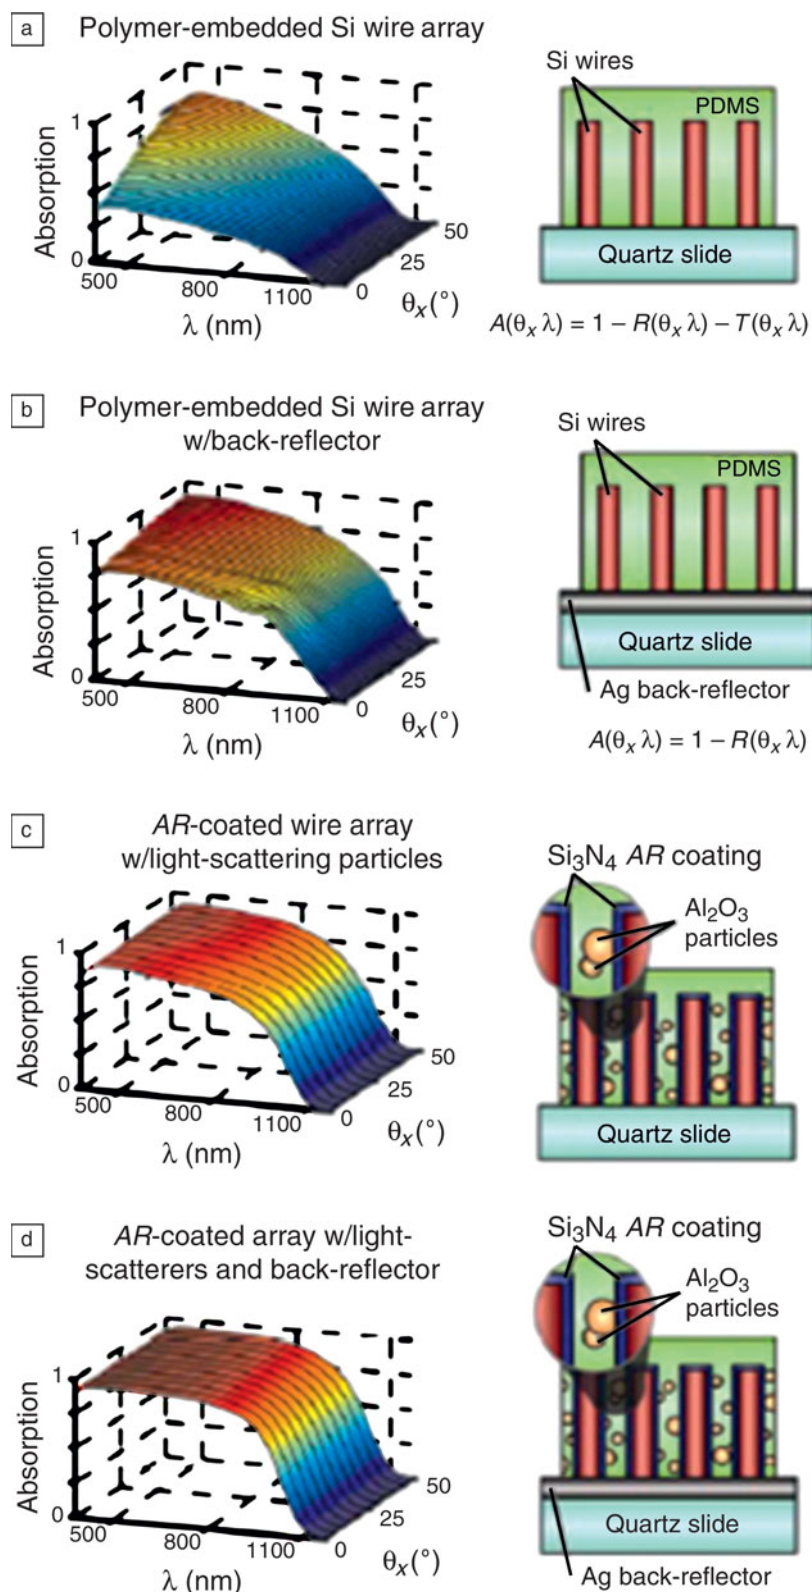 a
Polymer-embedded Si wire array
Absorption
1
0
500
800
1100
λ (nm)
0
25
50
θₓ(°)
Si wires
PDMS
Quartz slide
A(θₓ λ) = 1 – R(θₓ λ) – T(θₓ λ)
b
Polymer-embedded Si wire array
w/back-reflector
Absorption
1
0
500
800
1100
λ (nm)
0
25
50
θₓ(°)
Si wires
PDMS
Quartz slide
Ag back-reflector
A(θₓ λ) = 1 – R(θₓ λ)
c
AR-coated wire array
w/light-scattering particles
Absorption
1
0
500
800
1100
λ (nm)
0
25
50
θₓ(°)
Si₃N₄ AR coating
Al₂O₃
particles
Quartz slide
d
AR-coated array w/light-
scatterers and back-reflector
Absorption
1
0
500
800
1100
λ (nm)
0
25
50
θₓ(°)
Si₃N₄ AR coating
Al₂O₃
particles
Quartz slide
Ag back-reflector